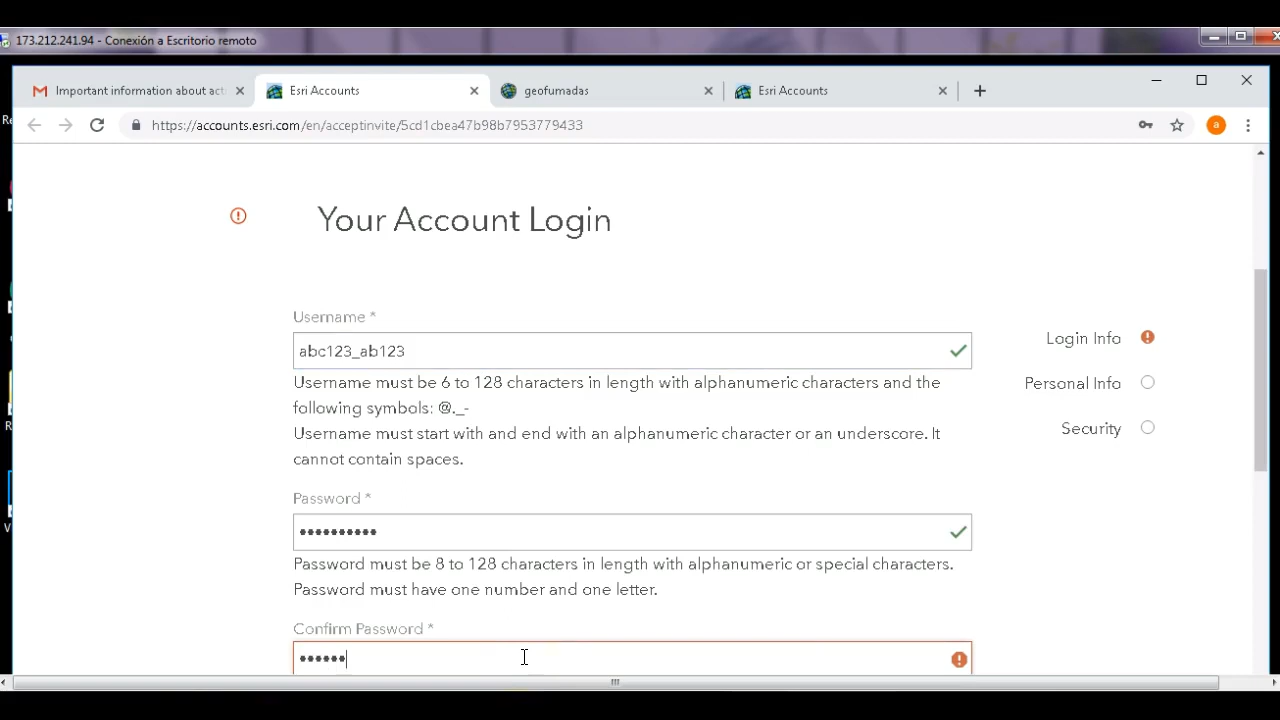 173.212.241.94 - Conexión a Escritorio remoto
Important information about act
Esri Accounts
geofumadas
Esri Accounts
https://accounts.esri.com/en/acceptinvite/5cd1cbea47b98b7953779433
a
Your Account Login
Username *
abc123_ab123
Username must be 6 to 128 characters in length with alphanumeric characters and the
following symbols: @._-
Username must start with and end with an alphanumeric character or an underscore. It
cannot contain spaces.
Login Info
Personal Info
Security
Password *
••••••••••
Password must be 8 to 128 characters in length with alphanumeric or special characters.
Password must have one number and one letter.
Confirm Password *
••••••